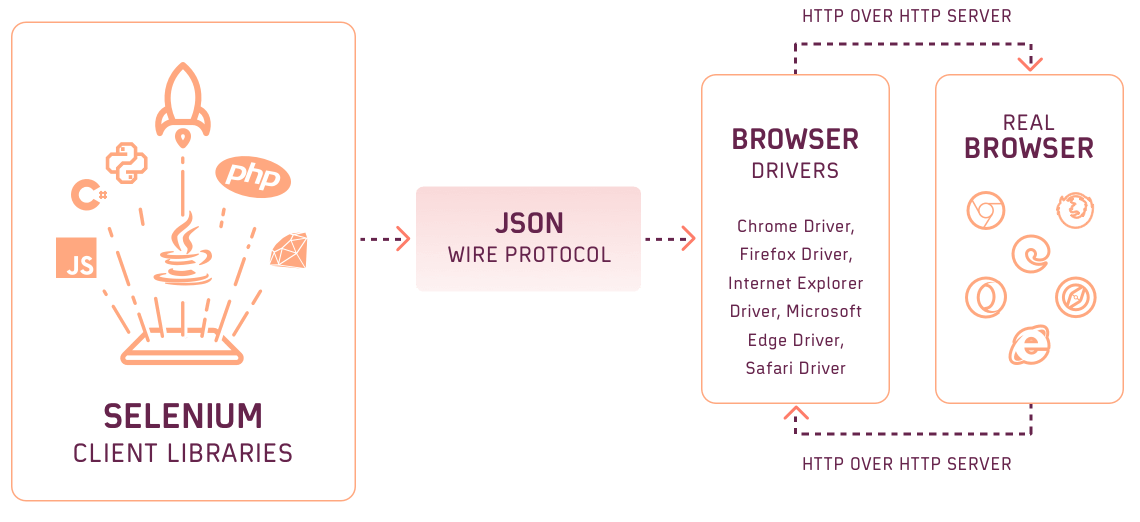 C#
php
JS
SELENIUM
CLIENT LIBRARIES
JSON
WIRE PROTOCOL
HTTP OVER HTTP SERVER
BROWSER
DRIVERS
Chrome Driver,
Firefox Driver,
Internet Explorer
Driver, Microsoft
Edge Driver,
Safari Driver
REAL
BROWSER
HTTP OVER HTTP SERVER